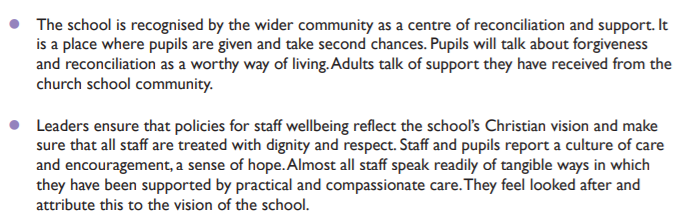 The school is recognised by the wider community as a centre of reconciliation and support. It
is a place where pupils are given and take second chances. Pupils will talk about forgiveness
and reconciliation as a worthy way of living. Adults talk of support they have received from the
church school community.
Leaders ensure that policies for staff wellbeing reflect the school's Christian vision and make
sure that all staff are treated with dignity and respect. Staff and pupils report a culture of care
and encouragement, a sense of hope. Almost all staff speak readily of tangible ways in which
they have been supported by practical and compassionate care. They feel looked after and
attribute this to the vision of the school.